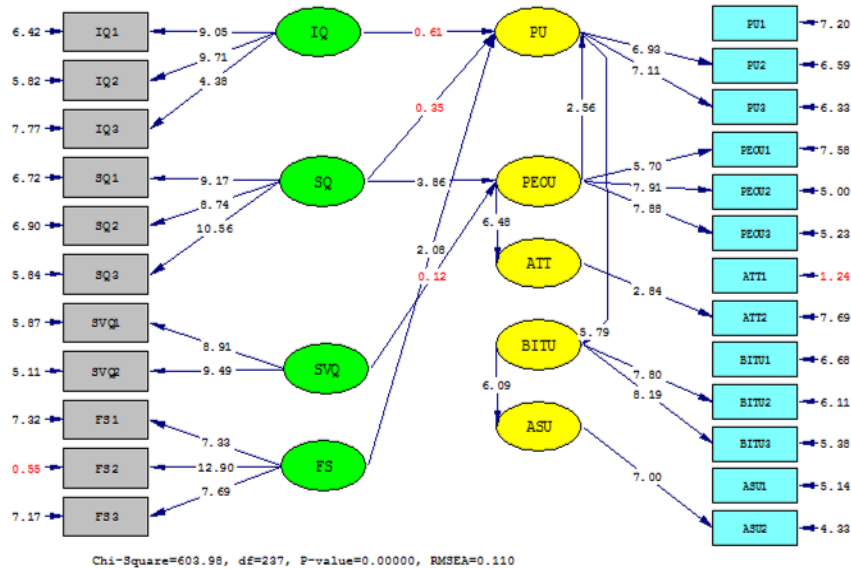 6.42 IQ1 9.05 IQ 0.61 PU PU1 7.20
5.82 IQ2 9.71 6.93 PU2 6.59
7.77 IQ3 4.38 7.11 PU3 6.33
0.35 2.56
6.72 SQ1 9.17 SQ 3.86 PEOU 5.70 PEOU1 7.58
6.90 SQ2 8.74 7.91 PEOU2 5.00
5.84 SQ3 10.56 6.48 7.88 PEOU3 5.23
2.08 ATT ATT1 1.24
0.12 2.84 ATT2 7.69
5.87 SVQ1 8.91 5.79
5.11 SVQ2 9.49 SVQ BITU BITU1 6.68
6.09 7.80 BITU2 6.11
7.32 FS1 7.33 8.19 BITU3 5.38
0.55 FS2 12.90 FS ASU ASU1 5.14
7.17 FS3 7.69 7.00 ASU2 4.33
Chi-Square=603.98, df=237, P-value=0.00000, RMSEA=0.110